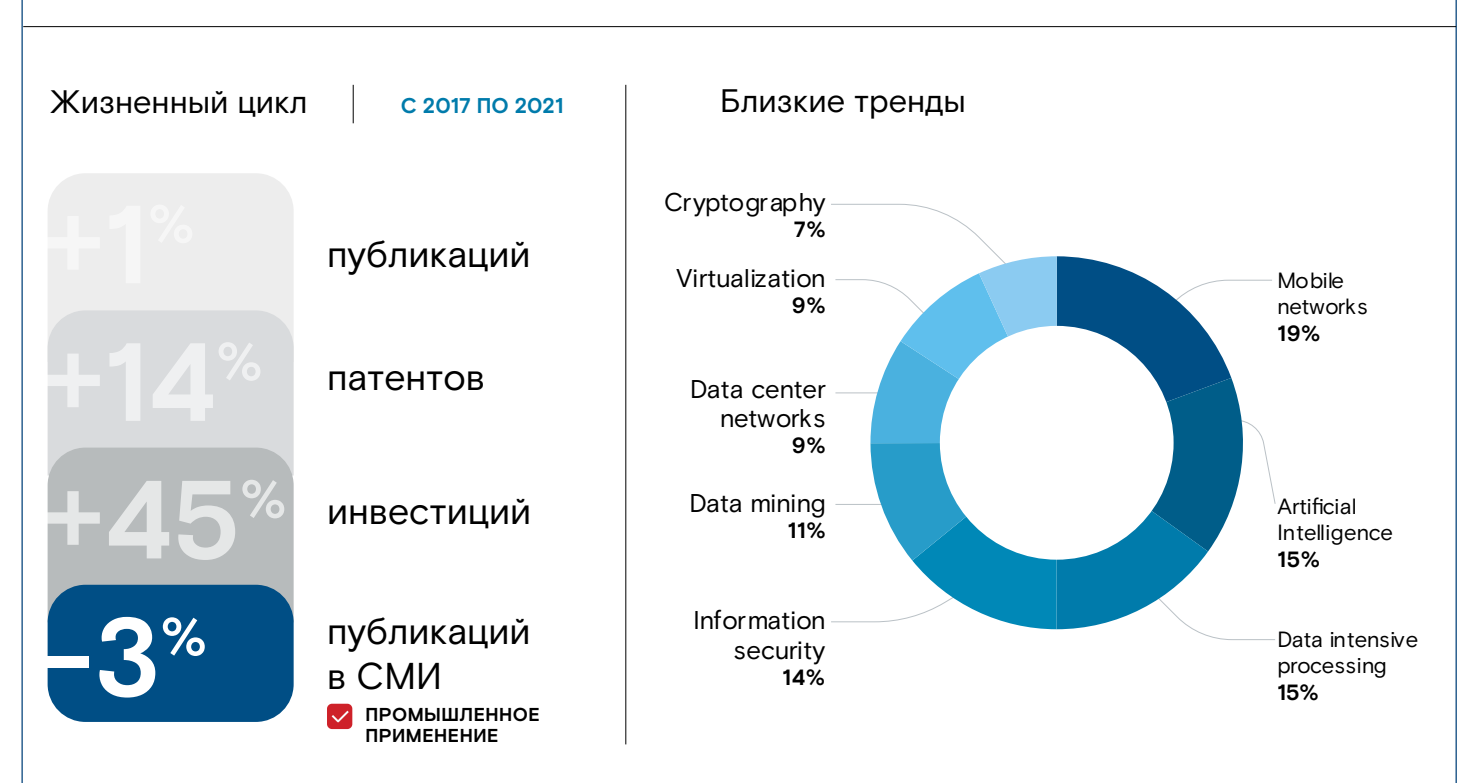 Жизненный цикл
С 2017 ПО 2021
+1%
публикаций
+14%
патентов
+45%
инвестиций
–3%
публикаций
в СМИ
ПРОМЫШЛЕННОЕ
ПРИМЕНЕНИЕ
Близкие тренды
Cryptography
7%
Virtualization
9%
Data center
networks
9%
Data mining
11%
Information
security
14%
Mobile
networks
19%
Artificial
Intelligence
15%
Data intensive
processing
15%